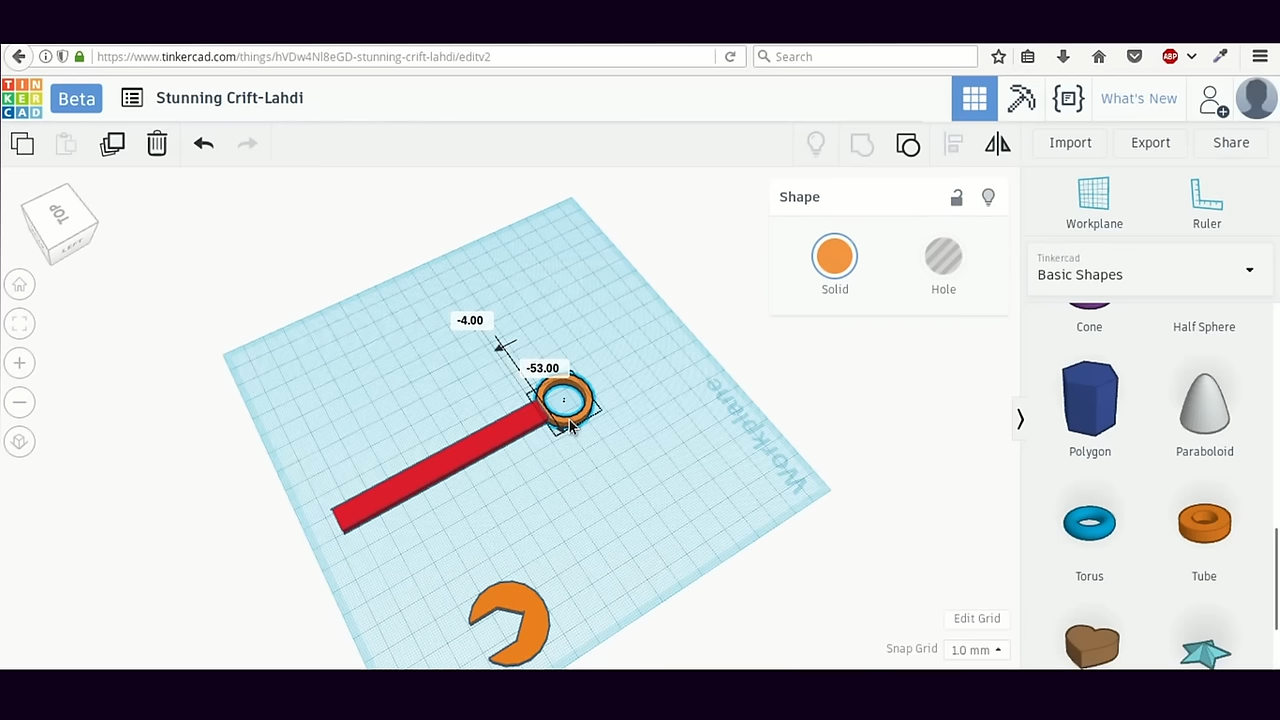 https://www.tinkercad.com/things/hVDw4Nl8eGD-stunning-crift-lahdi/editv2
Search
ABP
TIN
KER
CAD
Beta
Stunning Crift-Lahdi
What's New
Import
Export
Share
TOP
LEFT
Shape
Solid
Hole
Workplane
Ruler
Tinkercad
Basic Shapes
Cone
Half Sphere
-4.00
-53.00
Workplane
Polygon
Paraboloid
Torus
Tube
Edit Grid
Snap Grid
1.0 mm